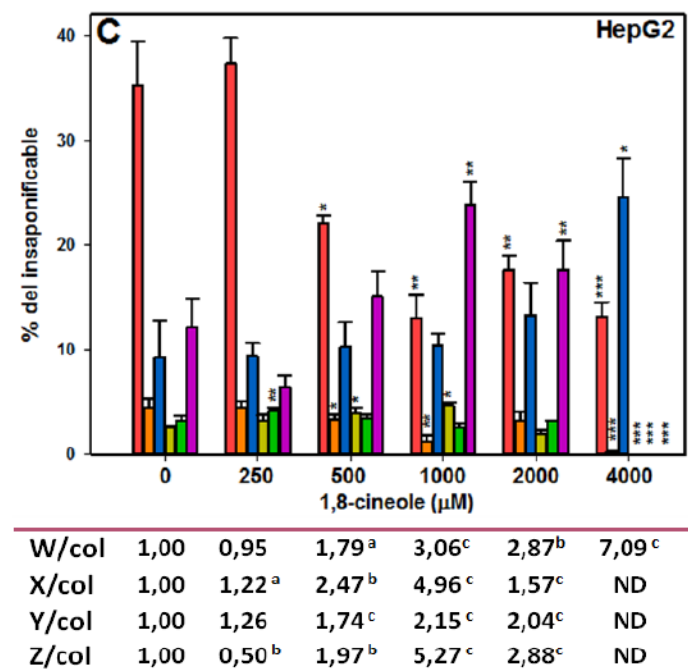 C HepG2
40
30
20
10
0
% del insaponificable
** * * * ** * ** * ** ** *** *** * *** *** ***
0 250 500 1000 2000 4000
1,8-cineole (µM)
W/col 1,00 0,95 1,79 a 3,06 c 2,87 b 7,09 c
X/col 1,00 1,22 a 2,47 b 4,96 c 1,57 c ND
Y/col 1,00 1,26 1,74 c 2,15 c 2,04 c ND
Z/col 1,00 0,50 b 1,97 b 5,27 c 2,88 c ND